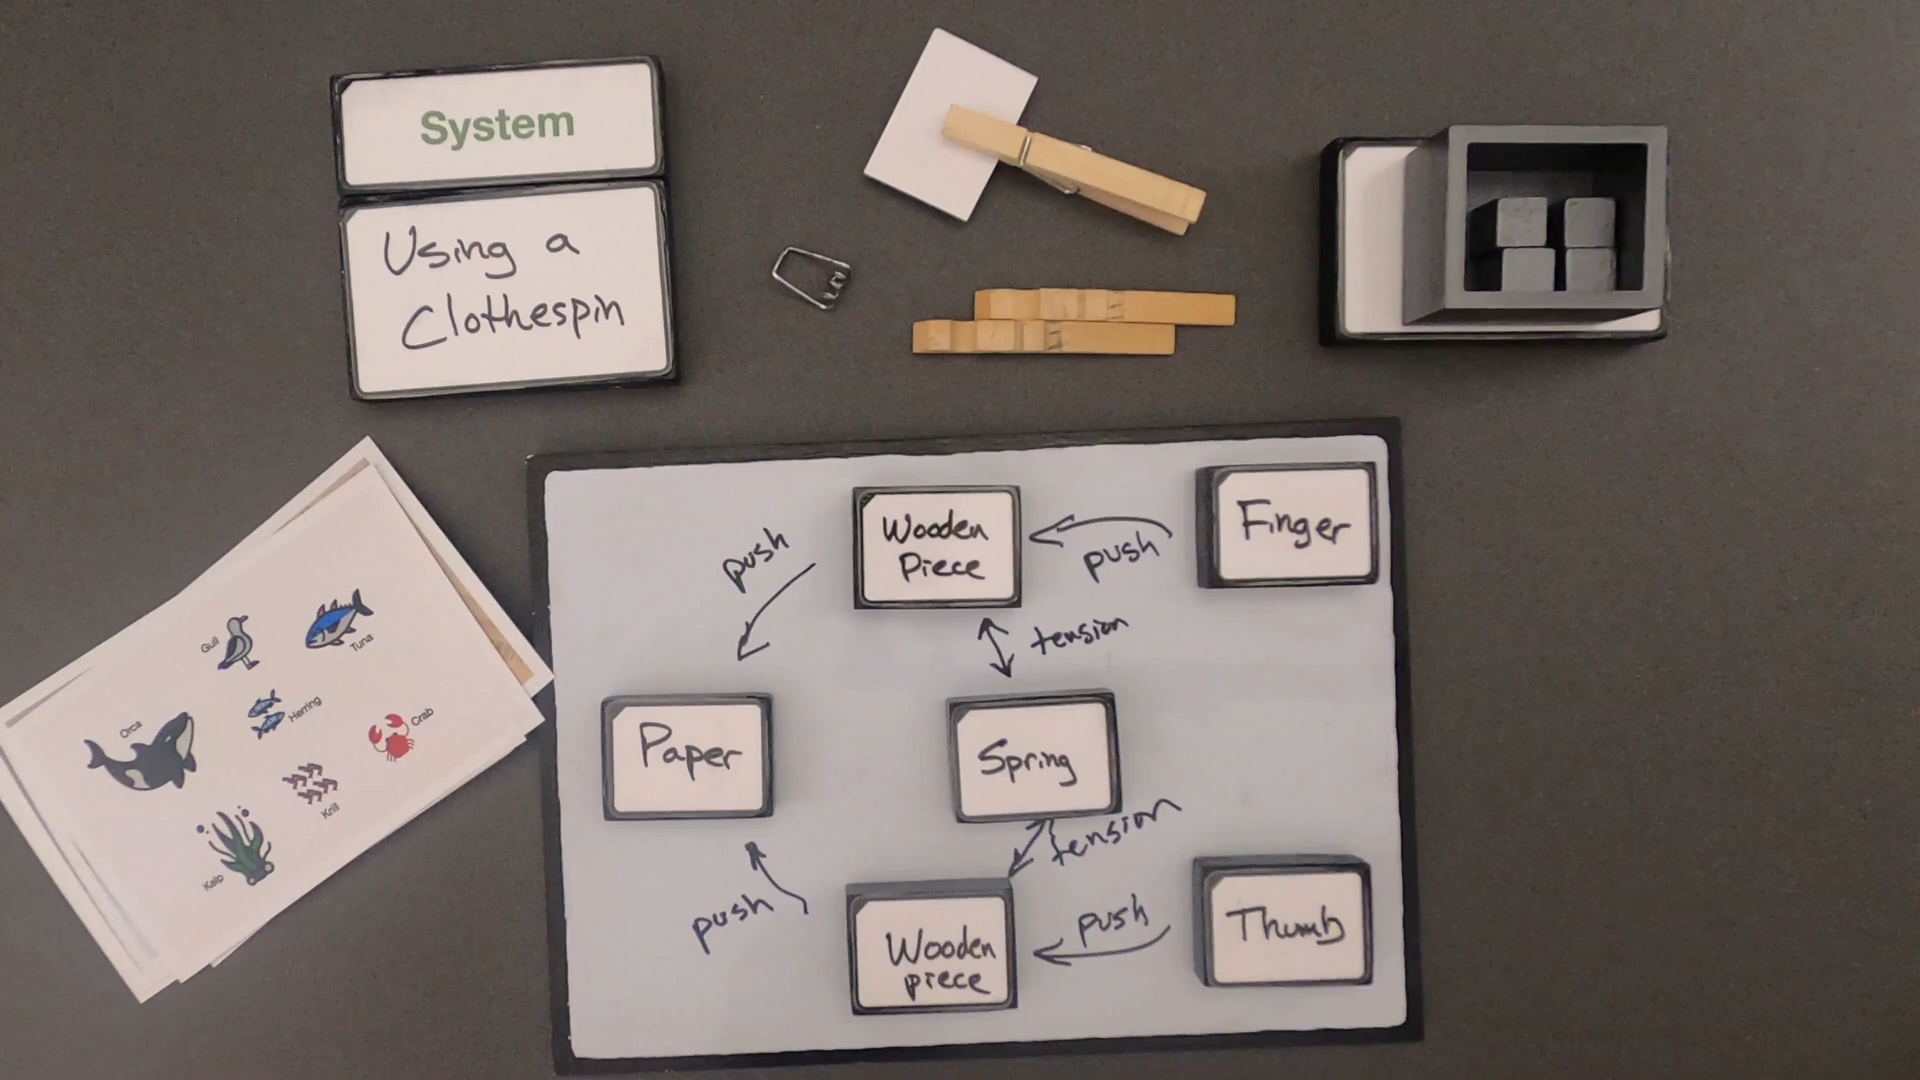 System
Using a
Clothespin
Wooden
Piece
Finger
push
push
tension
Paper
Spring
tension
push
push
Wooden
piece
Thumb
Gull
Tuna
Orca
Herring
Crab
Krill
Kelp